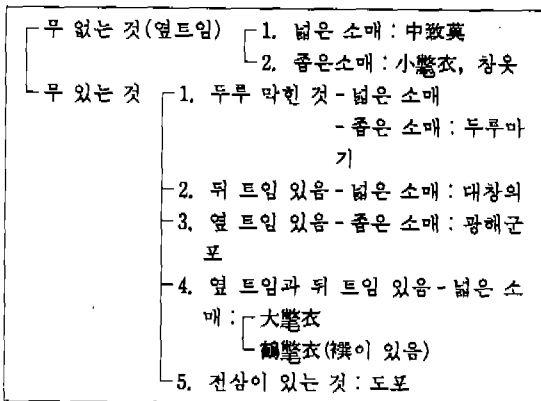 무 없는 것(옆트임) 1. 넓은 소매 : 中致莫
2. 좁은소매 : 小氅衣, 창옷
무 있는 것 1. 두루 막힌 것 - 넓은 소매
- 좁은 소매 : 두루마
기
2. 뒤 트임 있음 - 넓은 소매 : 대창의
3. 옆 트임 있음 - 좁은 소매 : 광해군
포
4. 옆 트임과 뒤 트임 있음 - 넓은 소
매 : 大氅衣
鶴氅衣(襈이 있음)
5. 전삼이 있는 것 : 도포